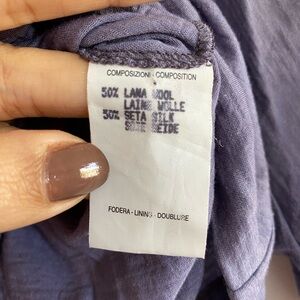 COMPOSIZIONE - COMPOSITION
50% LANA WOOL
LAINE WOLLE
50% SETA SILK
SOIE SEIDE
FODERA - LINING - DOUBLURE